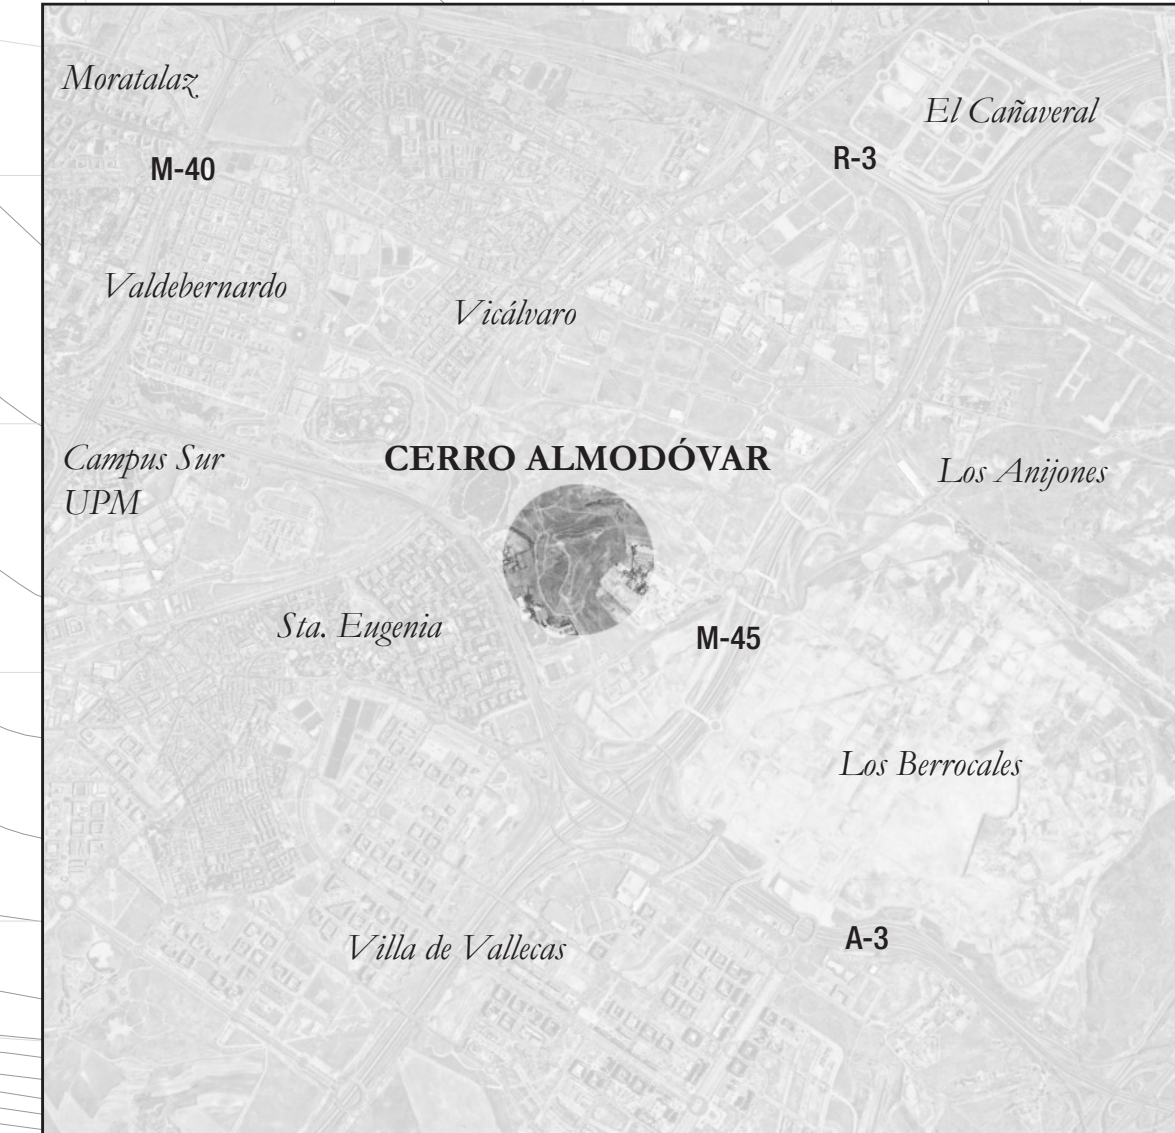 Moratalaz
El Cañaveral
M-40
R-3
Valdebernardo
Vicálvaro
Campus Sur
UPM
CERRO ALMODÓVAR
Los Anijones
Sta. Eugenia
M-45
Los Berrocales
Villa de Vallecas
A-3